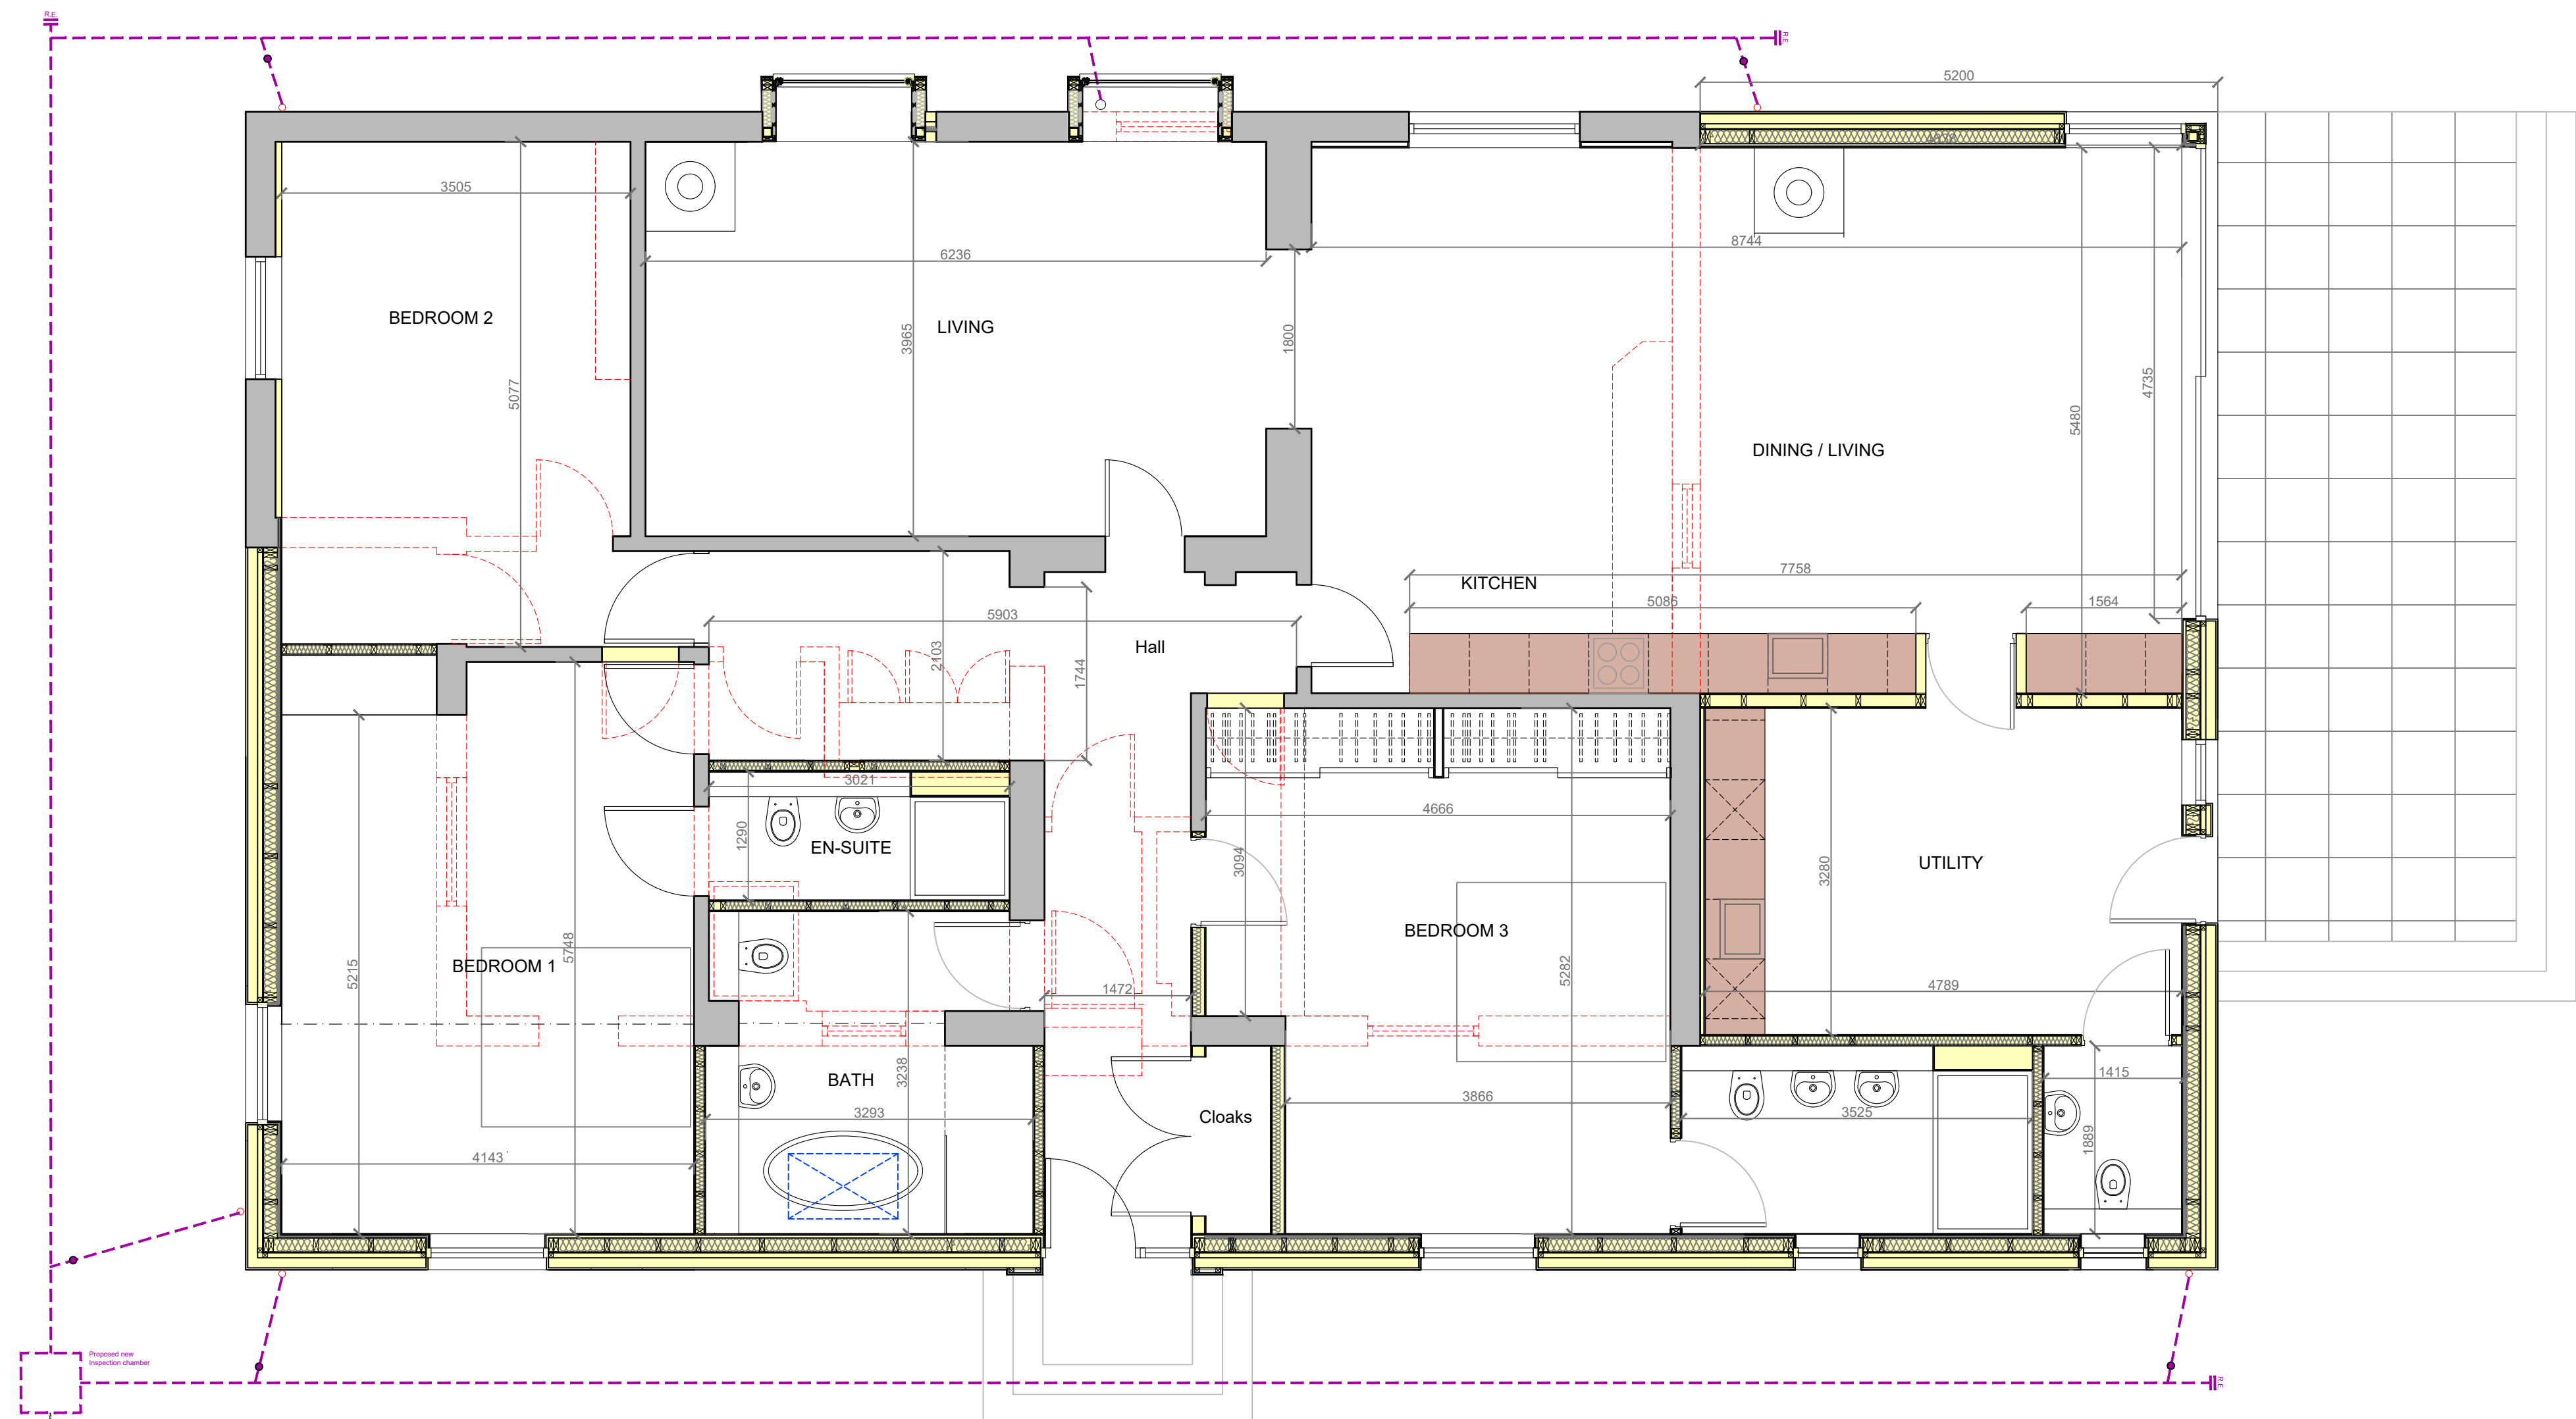 R.E.
R.E.
5200
4826
3505
6236
8744
BEDROOM 2
LIVING
3965
1800
5077
4735
5480
DINING / LIVING
7758
KITCHEN
5086
1564
5903
Hall
2103
1744
3021
4666
1290
EN-SUITE
3094
3280
UTILITY
BEDROOM 3
5748
BEDROOM 1
5215
5282
1472
4789
3238
BATH
1415
3866
Cloaks
3293
3525
1889
4143
Proposed new
Inspection chamber
R.E.